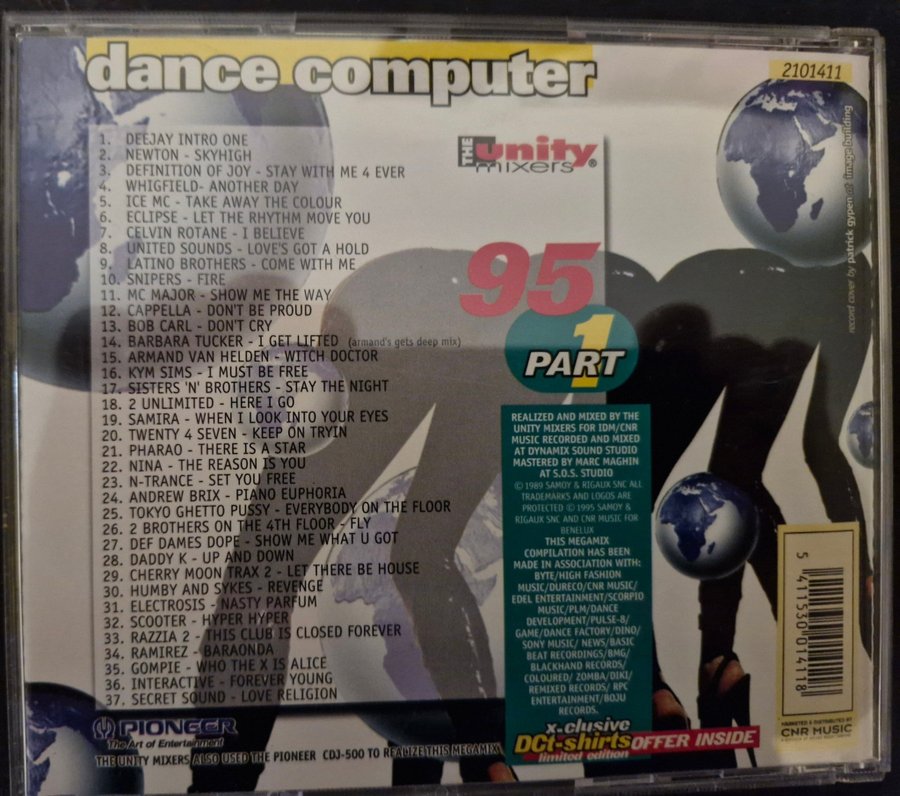 dance computer
2101411
THE unity mixers®
95
PART 1
1. DEEJAY INTRO ONE
2. NEWTON - SKYHIGH
3. DEFINITION OF JOY - STAY WITH ME 4 EVER
4. WHIGFIELD- ANOTHER DAY
5. ICE MC - TAKE AWAY THE COLOUR
6. ECLIPSE - LET THE RHYTHM MOVE YOU
7. CELVIN ROTANE - I BELIEVE
8. UNITED SOUNDS - LOVE'S GOT A HOLD
9. LATINO BROTHERS - COME WITH ME
10. SNIPERS - FIRE
11. MC MAJOR - SHOW ME THE WAY
12. CAPPELLA - DON'T BE PROUD
13. BOB CARL - DON'T CRY
14. BARBARA TUCKER - I GET LIFTED (armand's gets deep mix)
15. ARMAND VAN HELDEN - WITCH DOCTOR
16. KYM SIMS - I MUST BE FREE
17. SISTERS 'N' BROTHERS - STAY THE NIGHT
18. 2 UNLIMITED - HERE I GO
19. SAMIRA - WHEN I LOOK INTO YOUR EYES
20. TWENTY 4 SEVEN - KEEP ON TRYIN
21. PHARAO - THERE IS A STAR
22. NINA - THE REASON IS YOU
23. N-TRANCE - SET YOU FREE
24. ANDREW BRIX - PIANO EUPHORIA
25. TOKYO GHETTO PUSSY - EVERYBODY ON THE FLOOR
26. 2 BROTHERS ON THE 4TH FLOOR - FLY
27. DEF DAMES DOPE - SHOW ME WHAT U GOT
28. DADDY K - UP AND DOWN
29. CHERRY MOON TRAX 2 - LET THERE BE HOUSE
30. HUMBY AND SYKES - REVENGE
31. ELECTROSIS - NASTY PARFUM
32. SCOOTER - HYPER HYPER
33. RAZZIA 2 - THIS CLUB IS CLOSED FOREVER
34. RAMIREZ - BARAONDA
35. GOMPIE - WHO THE X IS ALICE
36. INTERACTIVE - FOREVER YOUNG
37. SECRET SOUND - LOVE RELIGION
REALIZED AND MIXED BY THE
UNITY MIXERS FOR IDM/CNR
MUSIC RECORDED AND MIXED
AT DYNAMIX SOUND STUDIO
MASTERED BY MARC MAGHIN
AT S.O.S. STUDIO
© 1989 SAMOY & RIGAUX SNC ALL
TRADEMARKS AND LOGOS ARE
PROTECTED © 1995 SAMOY &
RIGAUX SNC AND CNR MUSIC FOR
BENELUX
THIS MEGAMIX
COMPILATION HAS BEEN
MADE IN ASSOCIATION WITH:
BYTE/HIGH FASHION
MUSIC/DURECO/CNR MUSIC/
EDEL ENTERTAINMENT/SCORPIO
MUSIC/PLM/DANCE
DEVELOPMENT/PULSE-8/
GAME/DANCE FACTORY/DINO/
SONY MUSIC/ NEWS/BASIC
BEAT RECORDINGS/BMG/
BLACKHAND RECORDS/
COLOURED/ ZOMBA/DIKI/
REMIXED RECORDS/ RPC
ENTERTAINMENT/BOJU
RECORDS.
x.clusive
DCt-shirts OFFER INSIDE
limited edition
PIONEER
The Art of Entertainment
THE UNITY MIXERS ALSO USED THE PIONEER CDJ-500 TO REALIZE THIS MEGAMIX
record cover by patrick gypen at image building
5 411530 014118
MARKETED & DISTRIBUTED BY
CNR MUSIC